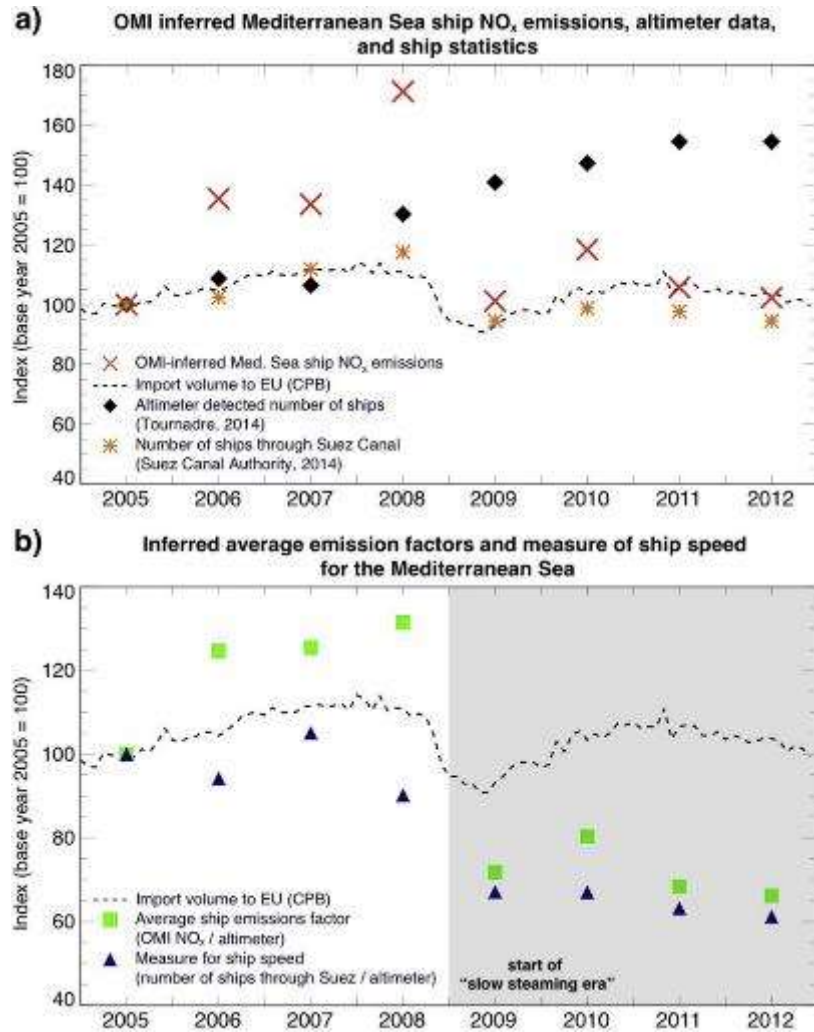 a)
OMI inferred Mediterranean Sea ship NOx emissions, altimeter data,
and ship statistics
180
160
140
120
100
80
60
40
Index (base year 2005 = 100)
OMI-inferred Med. Sea ship NOx emissions
Import volume to EU (CPB)
Altimeter detected number of ships
(Tournadre, 2014)
Number of ships through Suez Canal
(Suez Canal Authority, 2014)
2005 2006 2007 2008 2009 2010 2011 2012
b)
Inferred average emission factors and measure of ship speed
for the Mediterranean Sea
140
120
100
80
60
40
Index (base year 2005 = 100)
Import volume to EU (CPB)
Average ship emissions factor
(OMI NOx / altimeter)
Measure for ship speed
(number of ships through Suez / altimeter)
start of
"slow steaming era"
2005 2006 2007 2008 2009 2010 2011 2012